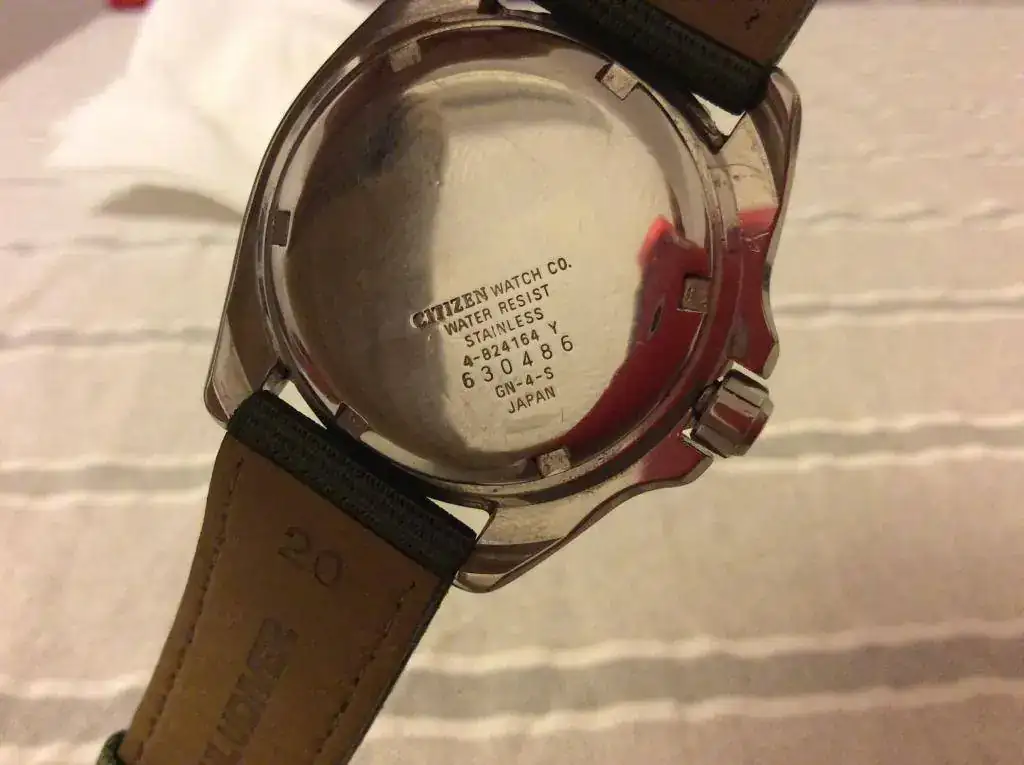 CITIZEN WATCH CO.
WATER RESIST
STAINLESS
4-824164 Y
630486
GN-4-S
JAPAN
20